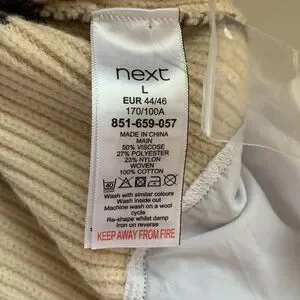 next
L
EUR 44/46
170/100A
851-659-057
MADE IN CHINA
MAIN
50% VISCOSE
27% POLYESTER
23% NYLON
WOVEN
100% COTTON
40
Wash with similar colours
Wash inside out
Machine wash on a wool
cycle
Re-shape whilst damp
Iron on reverse
KEEP AWAY FROM FIRE